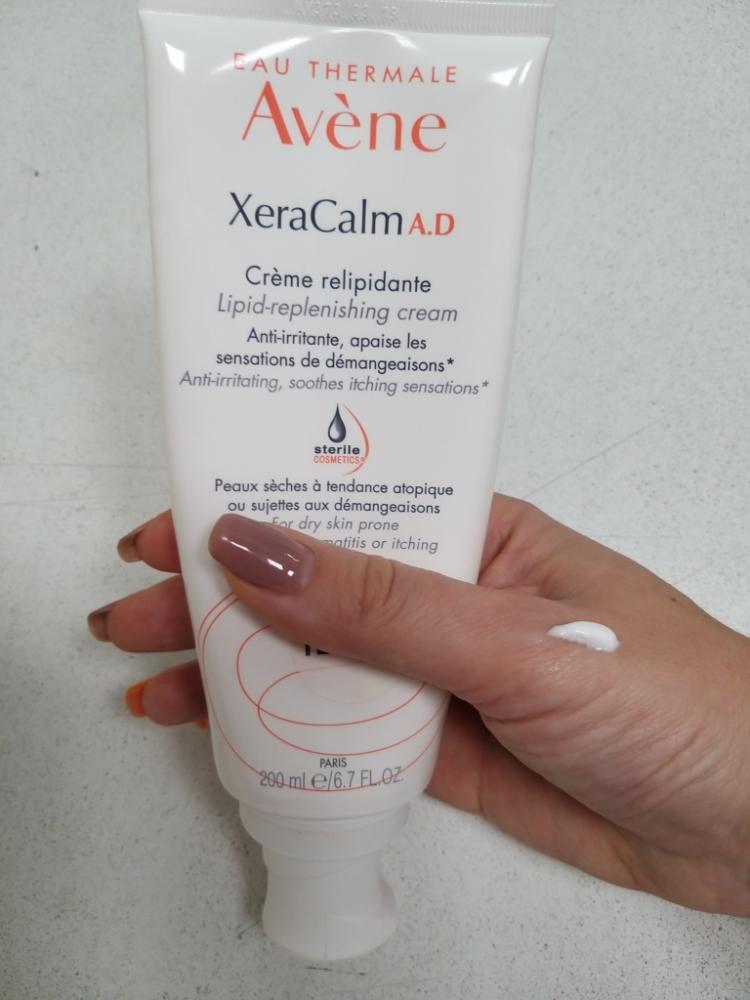 EAU THERMALE
Avène
XeraCalm A.D
Crème relipidante
Lipid-replenishing cream
Anti-irritante, apaise les
sensations de démangeaisons*
Anti-irritating, soothes itching sensations*
sterile
COSMETICS®
Peaux sèches à tendance atopique
ou sujettes aux démangeaisons
For dry skin prone
or itching
PARIS
200 ml e/6.7 FL.OZ.